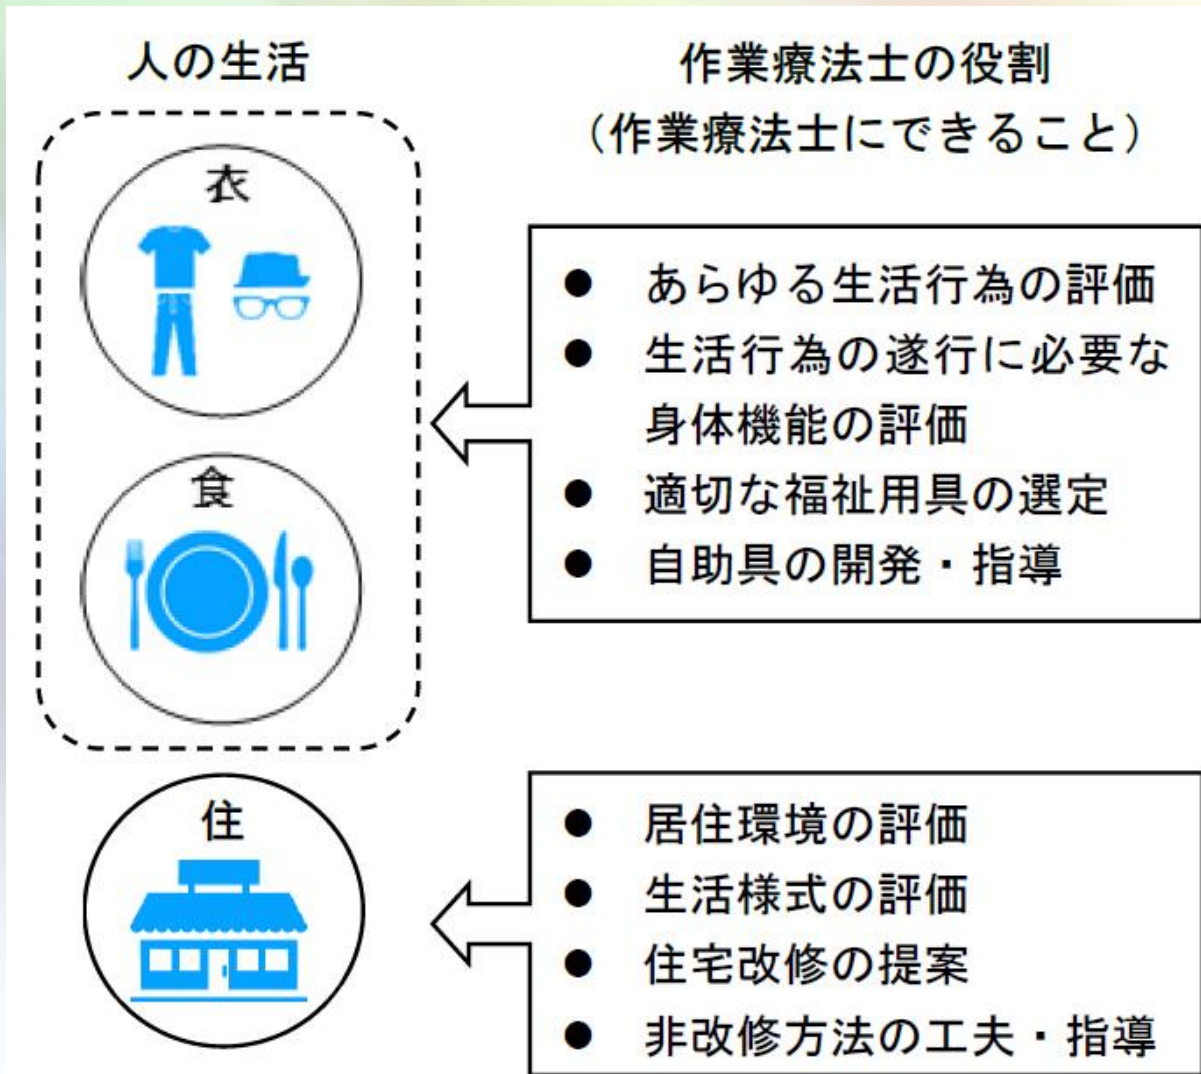 人の生活
作業療法士の役割
（作業療法士にできること）
衣
食
● あらゆる生活行為の評価
● 生活行為の遂行に必要な
身体機能の評価
● 適切な福祉用具の選定
● 自助具の開発・指導
住
● 居住環境の評価
● 生活様式の評価
● 住宅改修の提案
● 非改修方法の工夫・指導